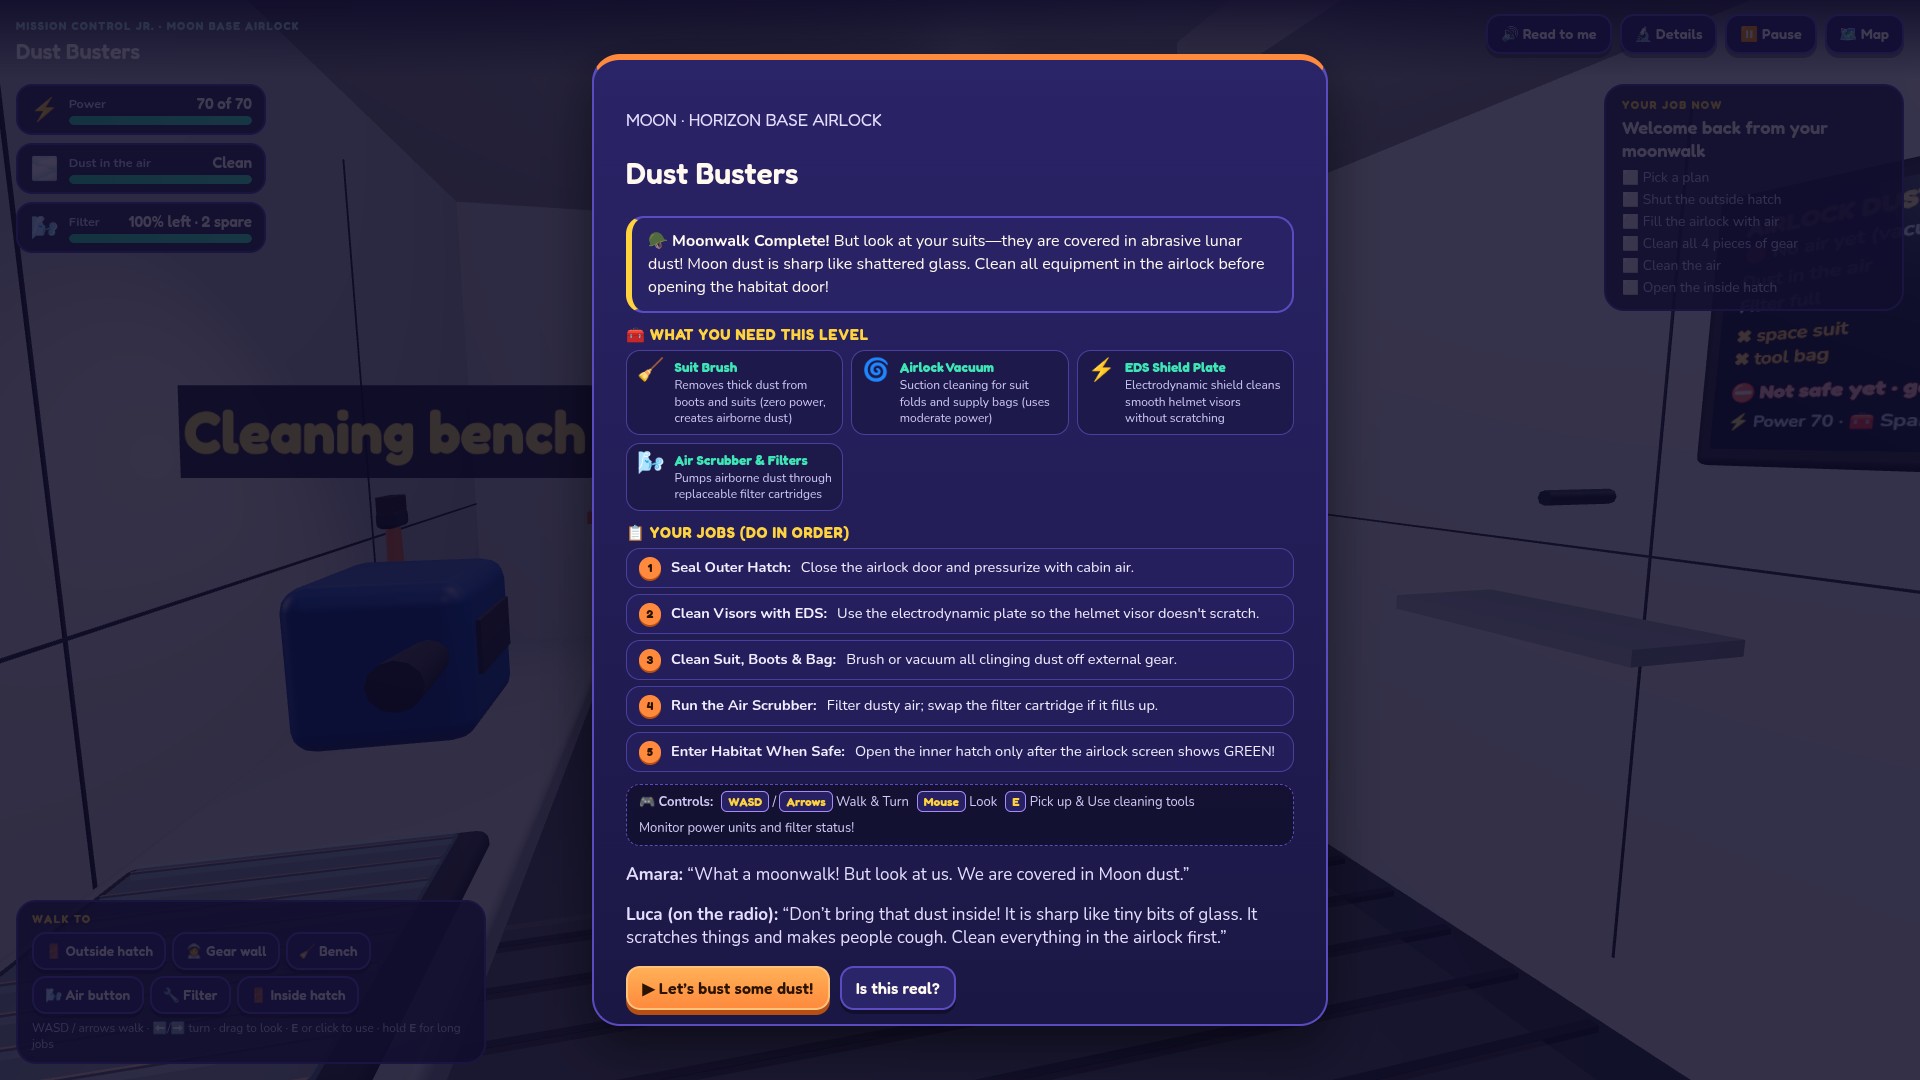 MISSION CONTROL JR. · MOON BASE AIRLOCK
Dust Busters
Power 70 of 70
Dust in the air Clean
Filter 100% left · 2 spare
Read to me
Details
Pause
Map
YOUR JOB NOW
Welcome back from your
moonwalk
Pick a plan
Shut the outside hatch
Fill the airlock with air
Clean all 4 pieces of gear
Clean the air
Open the inside hatch
✖ space suit
✖ tool bag
Not safe yet · g
Power 70 ·
Cleaning bench
MOON · HORIZON BASE AIRLOCK
Dust Busters
Moonwalk Complete! But look at your suits—they are covered in abrasive lunar
dust! Moon dust is sharp like shattered glass. Clean all equipment in the airlock before
opening the habitat door!
WHAT YOU NEED THIS LEVEL
Suit Brush
Removes thick dust from
boots and suits (zero power,
creates airborne dust)
Airlock Vacuum
Suction cleaning for suit
folds and supply bags (uses
moderate power)
EDS Shield Plate
Electrodynamic shield cleans
smooth helmet visors
without scratching
Air Scrubber & Filters
Pumps airborne dust through
replaceable filter cartridges
YOUR JOBS (DO IN ORDER)
1 Seal Outer Hatch: Close the airlock door and pressurize with cabin air.
2 Clean Visors with EDS: Use the electrodynamic plate so the helmet visor doesn't scratch.
3 Clean Suit, Boots & Bag: Brush or vacuum all clinging dust off external gear.
4 Run the Air Scrubber: Filter dusty air; swap the filter cartridge if it fills up.
5 Enter Habitat When Safe: Open the inner hatch only after the airlock screen shows GREEN!
Controls: WASD / Arrows Walk & Turn Mouse Look E Pick up & Use cleaning tools
Monitor power units and filter status!
Amara: “What a moonwalk! But look at us. We are covered in Moon dust.”
Luca (on the radio): “Don’t bring that dust inside! It is sharp like tiny bits of glass. It
scratches things and makes people cough. Clean everything in the airlock first.”
▶ Let’s bust some dust!
Is this real?
WALK TO
Outside hatch
Gear wall
Bench
Air button
Filter
Inside hatch
WASD / arrows walk · ⬅/➡ turn · drag to look · E or click to use · hold E for long
jobs